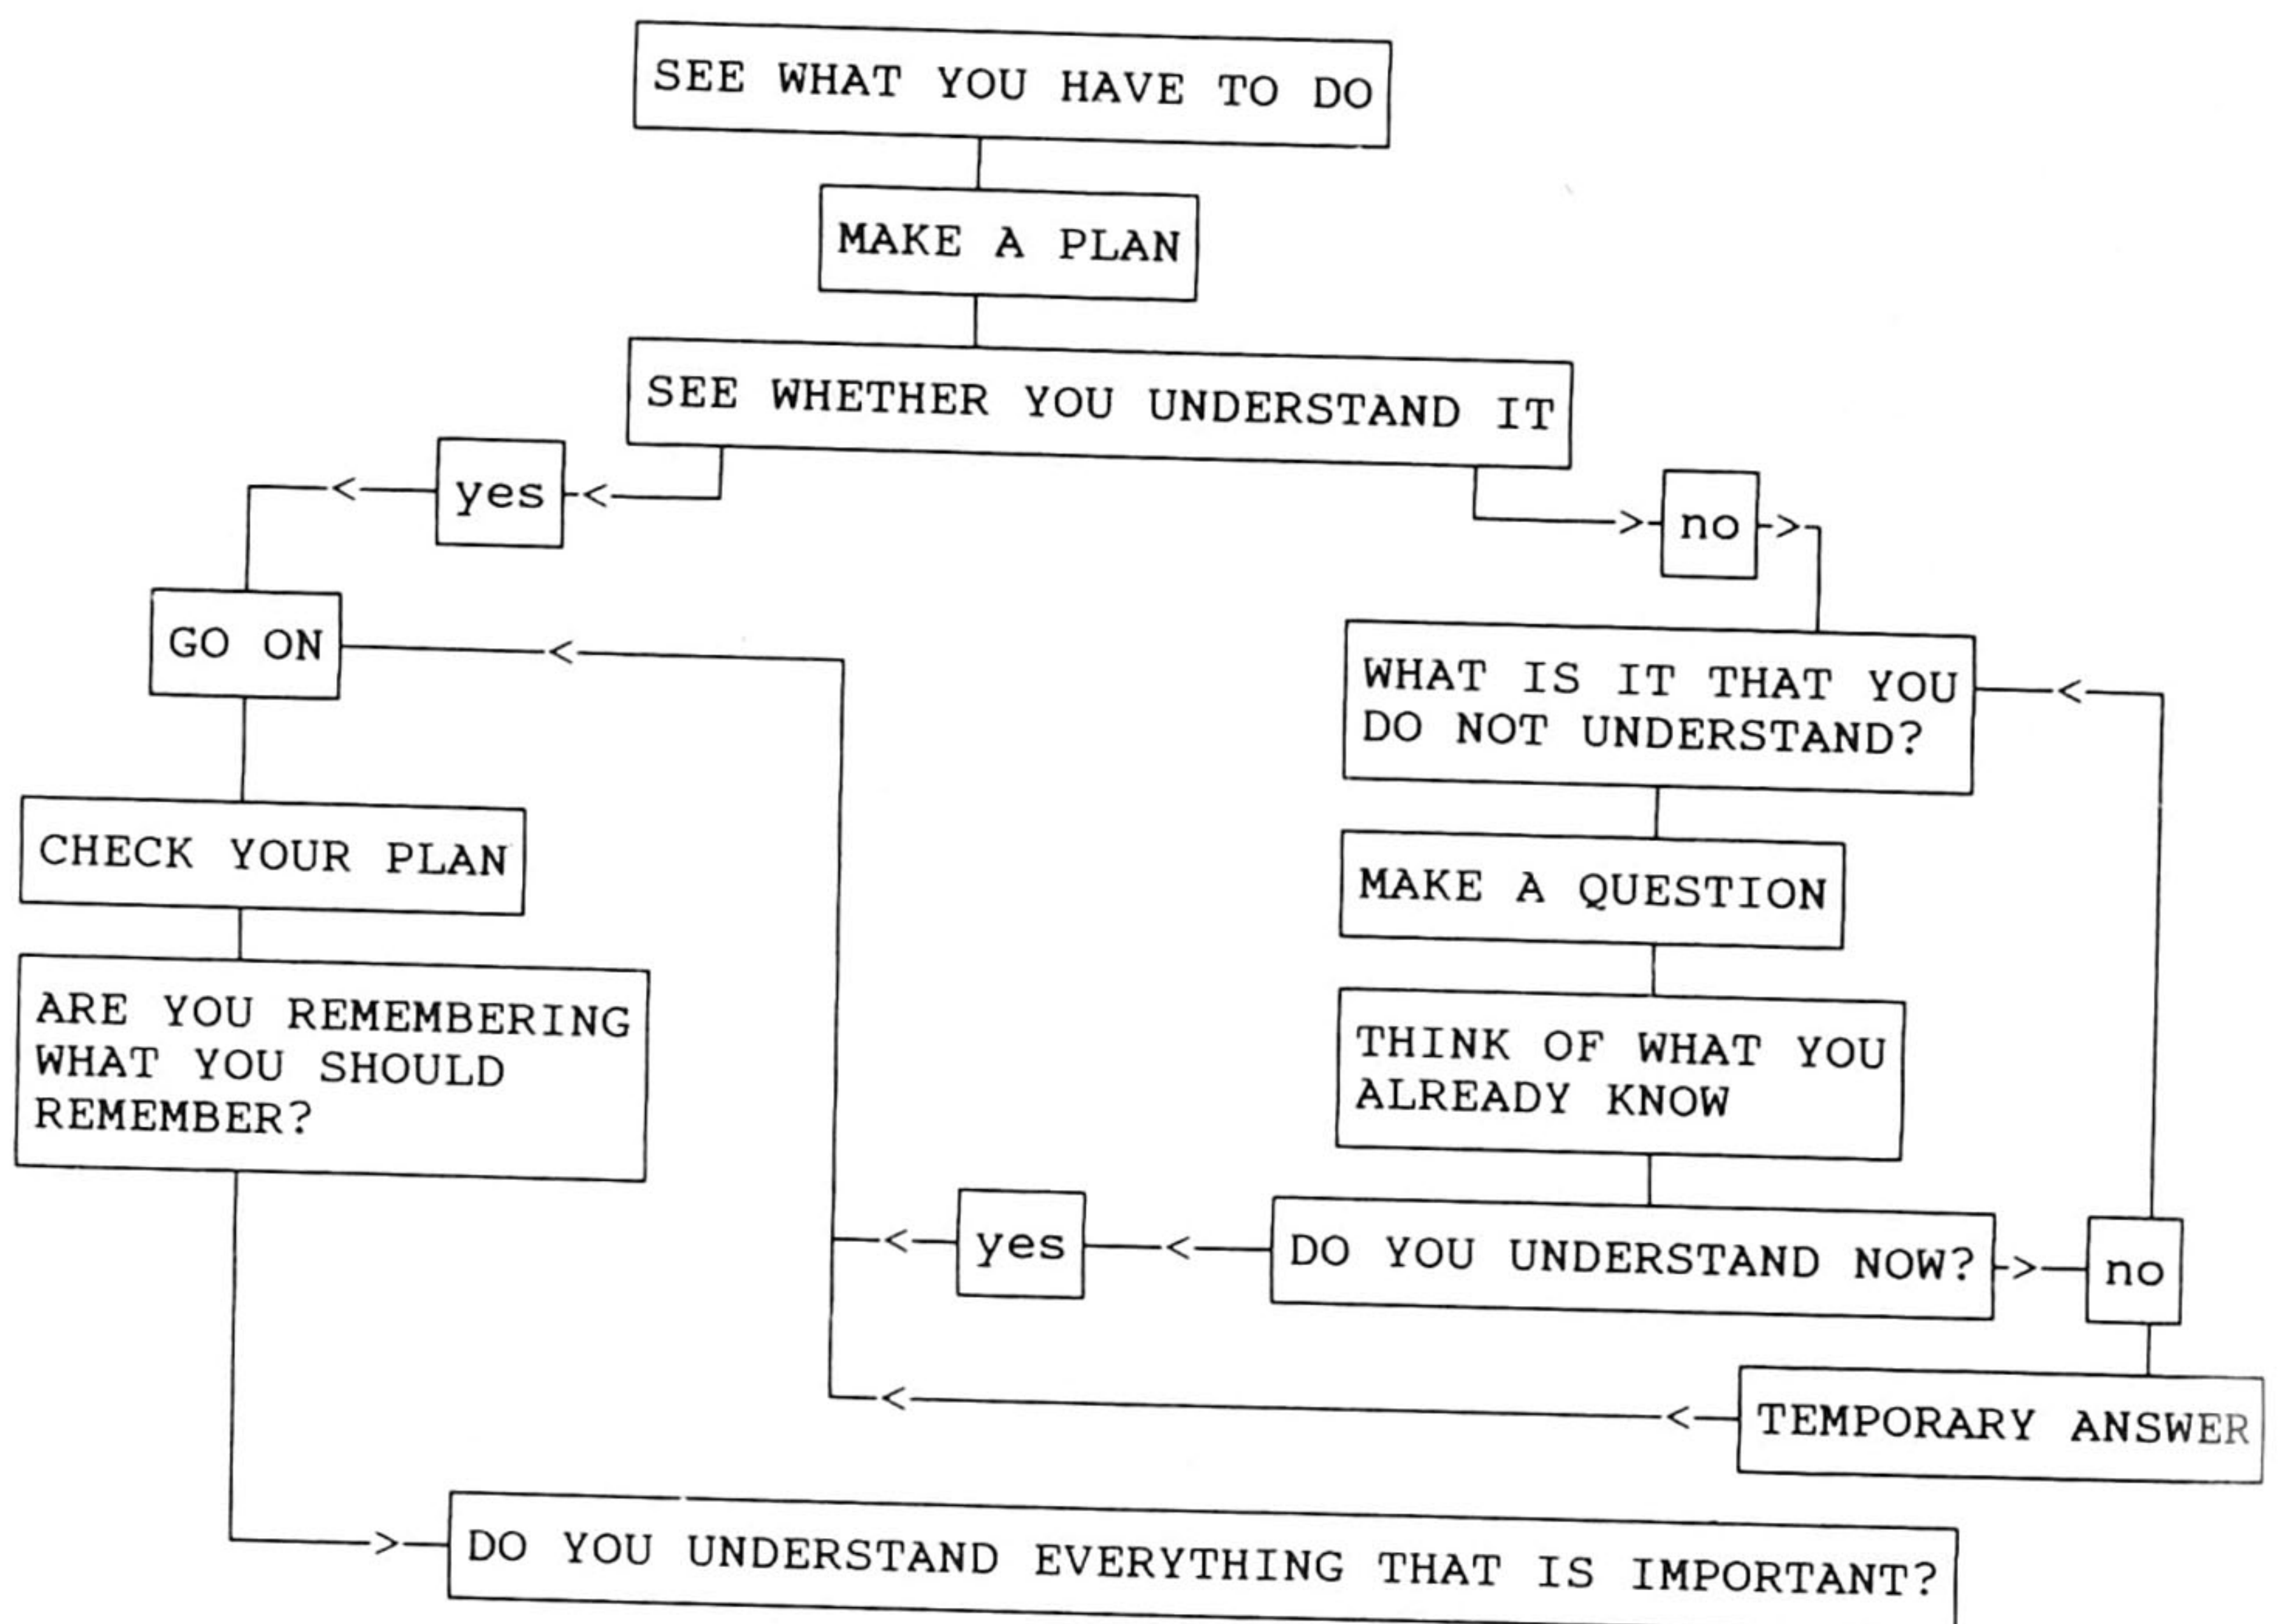 SEE WHAT YOU HAVE TO DO
MAKE A PLAN
SEE WHETHER YOU UNDERSTAND IT
yes
no
GO ON
WHAT IS IT THAT YOU
DO NOT UNDERSTAND?
CHECK YOUR PLAN
MAKE A QUESTION
ARE YOU REMEMBERING
WHAT YOU SHOULD
REMEMBER?
THINK OF WHAT YOU
ALREADY KNOW
yes
DO YOU UNDERSTAND NOW?
no
TEMPORARY ANSWER
DO YOU UNDERSTAND EVERYTHING THAT IS IMPORTANT?